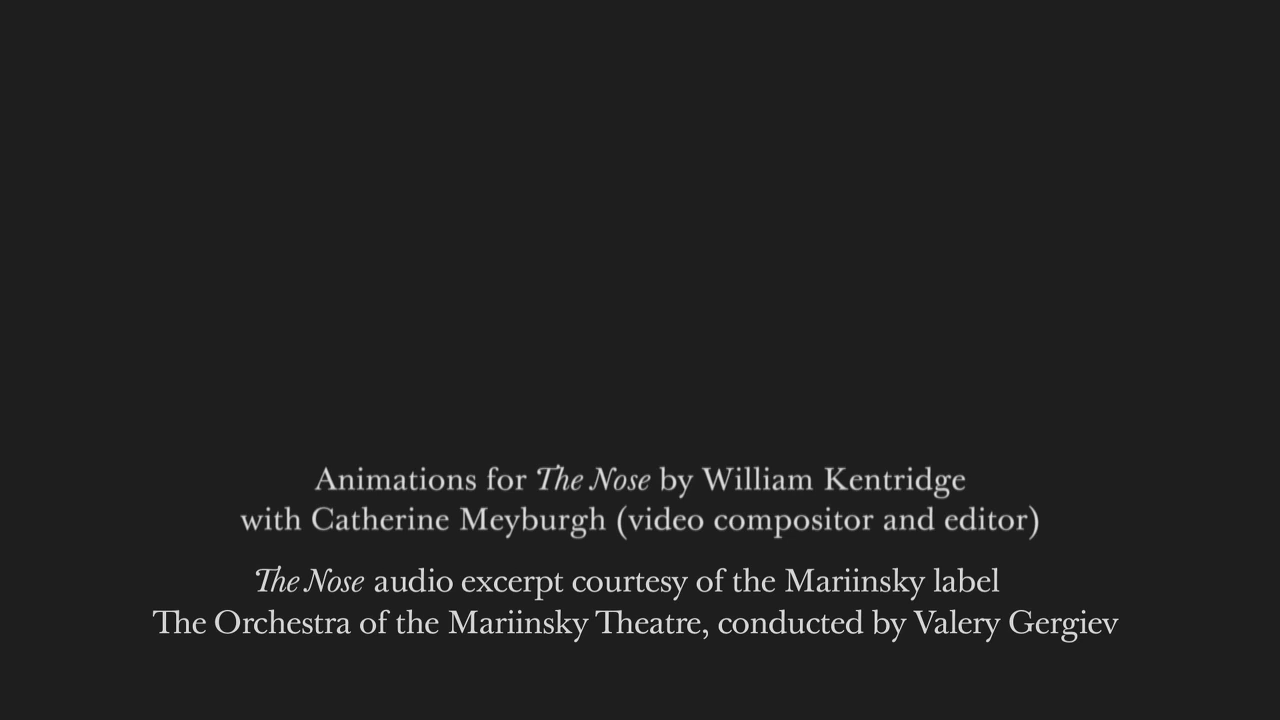 Animations for The Nose by William Kentridge
with Catherine Meyburgh (video compositor and editor)
The Nose audio excerpt courtesy of the Mariinsky label
The Orchestra of the Mariinsky Theatre, conducted by Valery Gergiev